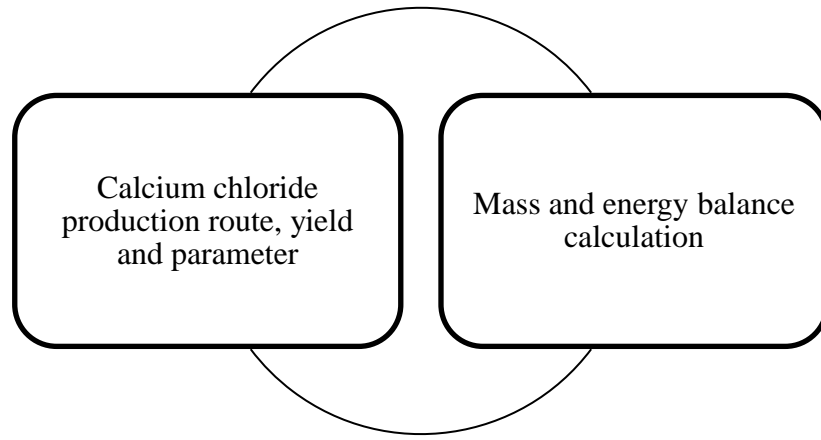 Calcium chloride
production route, yield
and parameter
Mass and energy balance
calculation